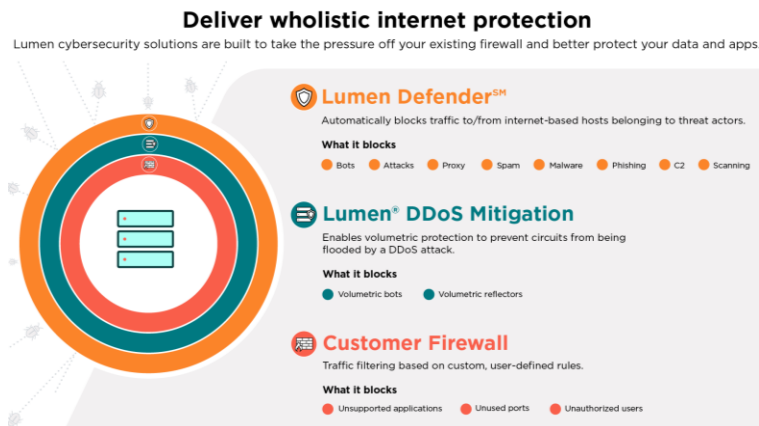 Deliver wholistic internet protection
Lumen cybersecurity solutions are built to take the pressure off your existing firewall and better protect your data and apps.
Lumen Defender℠
Automatically blocks traffic to/from internet-based hosts belonging to threat actors.
What it blocks
Bots Attacks Proxy Spam Malware Phishing C2 Scanning
Lumen® DDoS Mitigation
Enables volumetric protection to prevent circuits from being
flooded by a DDoS attack.
What it blocks
Volumetric bots Volumetric reflectors
Customer Firewall
Traffic filtering based on custom, user-defined rules.
What it blocks
Unsupported applications Unused ports Unauthorized users